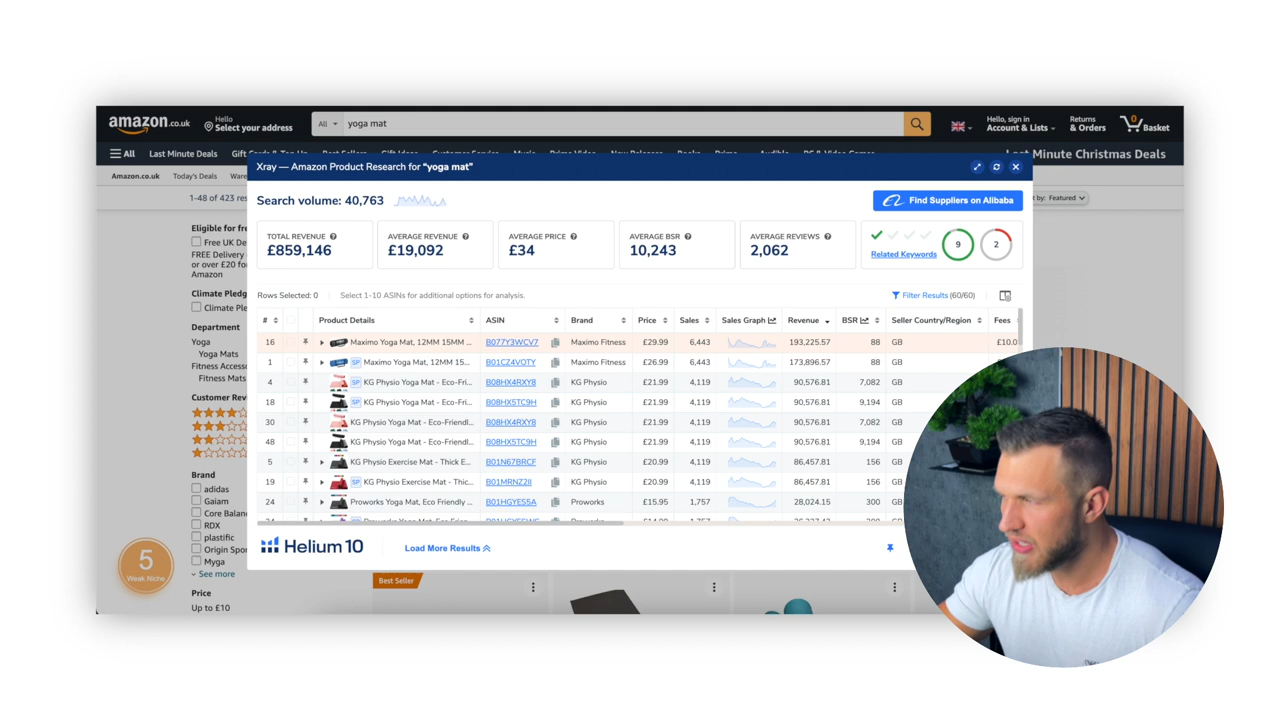 amazon.co.uk
Hello
Select your address
All
yoga mat
Hello, sign in
Account & Lists
Returns
& Orders
0
Basket
All
Last Minute Deals
Last Minute Christmas Deals
Amazon.co.uk
Today's Deals
Xray — Amazon Product Research for “yoga mat”
Search volume: 40,763
Find Suppliers on Alibaba
1-48 of 423 res
by: Featured
TOTAL REVENUE
£859,146
AVERAGE REVENUE
£19,092
AVERAGE PRICE
£34
AVERAGE BSR
10,243
AVERAGE REVIEWS
2,062
Related Keywords
9
2
Rows Selected: 0
Select 1-10 ASINs for additional options for analysis.
Filter Results (60/60)
# Product Details ASIN Brand Price Sales Sales Graph Revenue BSR Seller Country/Region Fees
16 Maximo Yoga Mat, 12MM 15MM ... B077Y3WCV7 Maximo Fitness £29.99 6,443 193,225.57 88 GB £10.0
1 SP Maximo Yoga Mat, 12MM 15... B01CZ4VOTY Maximo Fitness £26.99 6,443 173,896.57 88 GB
4 SP KG Physio Yoga Mat - Eco-Fri... B08HX4RXY8 KG Physio £21.99 4,119 90,576.81 7,082 GB
18 SP KG Physio Yoga Mat - Eco-Fri... B08HX5TC9H KG Physio £21.99 4,119 90,576.81 9,194 GB
30 KG Physio Yoga Mat - Eco-Friendl... B08HX4RXY8 KG Physio £21.99 4,119 90,576.81 7,082 GB
48 KG Physio Yoga Mat - Eco-Friendl... B08HX5TC9H KG Physio £21.99 4,119 90,576.81 9,194 GB
5 KG Physio Exercise Mat - Thick E... B01N67BRCF KG Physio £20.99 4,119 86,457.81 156 GB
19 SP KG Physio Exercise Mat - Thic... B01MRNZ2II KG Physio £20.99 4,119 86,457.81 156 GB
24 Proworks Yoga Mat, Eco Friendly ... B01HGYES5A Proworks £15.95 1,757 28,024.15 300 GB
Helium 10
Load More Results
Eligible for fre
Free UK De
FREE Delivery
or over £20 fo
Amazon
Climate Pledg
Climate Ple
Department
Yoga
Yoga Mats
Fitness Access
Fitness Mats
Customer Rev
Brand
adidas
Gaiam
Core Balan
RDX
plastific
Origin Spor
Myga
See more
Price
Up to £10
5
Weak Niche
Best Seller